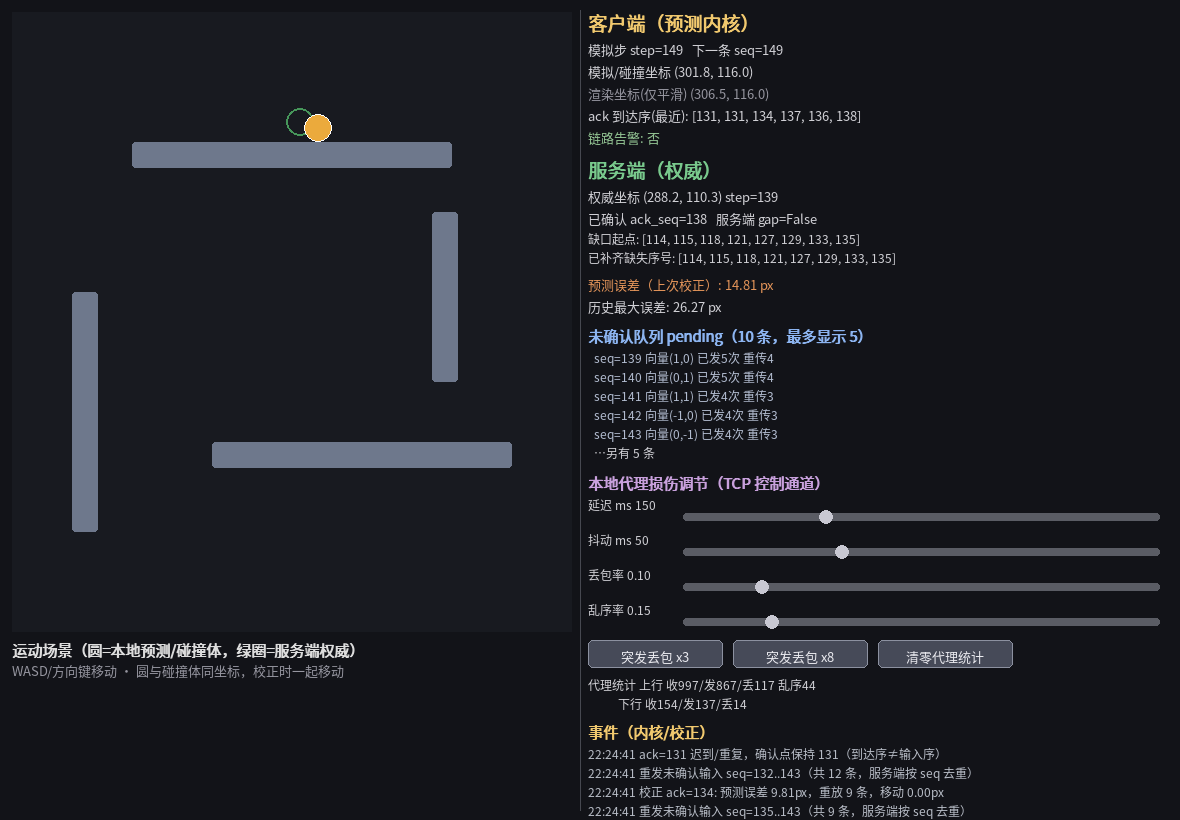 客户端（预测内核）
模拟步 step=149   下一条 seq=149
模拟/碰撞坐标 (301.8, 116.0)
渲染坐标(仅平滑) (306.5, 116.0)
ack 到达序(最近): [131, 131, 134, 137, 136, 138]
链路告警: 否
服务端（权威）
权威坐标 (288.2, 110.3) step=139
已确认 ack_seq=138   服务端 gap=False
缺口起点: [114, 115, 118, 121, 127, 129, 133, 135]
已补齐缺失序号: [114, 115, 118, 121, 127, 129, 133, 135]
预测误差（上次校正）: 14.81 px
历史最大误差: 26.27 px
未确认队列 pending（10 条，最多显示 5）
seq=139 向量(1,0) 已发5次 重传4
seq=140 向量(0,1) 已发5次 重传4
seq=141 向量(1,1) 已发4次 重传3
seq=142 向量(-1,0) 已发4次 重传3
seq=143 向量(0,-1) 已发4次 重传3
…另有 5 条
本地代理损伤调节（TCP 控制通道）
延迟 ms 150
抖动 ms 50
丢包率 0.10
乱序率 0.15
突发丢包 x3
突发丢包 x8
清零代理统计
代理统计 上行 收997/发867/丢117 乱序44
下行 收154/发137/丢14
事件（内核/校正）
22:24:41 ack=131 迟到/重复，确认点保持 131（到达序≠输入序）
22:24:41 重发未确认输入 seq=132..143（共 12 条，服务端按 seq 去重）
22:24:41 校正 ack=134: 预测误差 9.81px，重放 9 条，移动 0.00px
22:24:41 重发未确认输入 seq=135..143（共 9 条，服务端按 seq 去重）
运动场景（圆=本地预测/碰撞体，绿圈=服务端权威）
WASD/方向键移动 · 圆与碰撞体同坐标，校正时一起移动